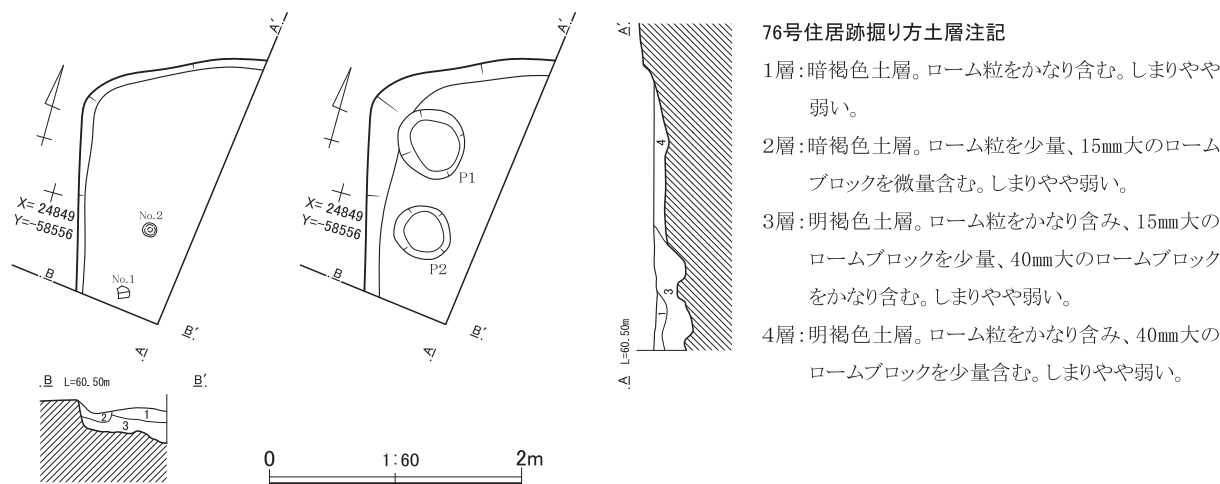 A′
X= 24849
Y=-58556
No.2
No.1
B
B′
A
A′
X= 24849
Y=-58556
P1
P2
B
B′
A
A′
4
3
1
L=60.50m
A
B L=60.50m B′
1
2
3
0 1:60 2m
76号住居跡掘り方土層注記
1層:暗褐色土層。ローム粒をかなり含む。しまりやや
弱い。
2層:暗褐色土層。ローム粒を少量、15㎜大のローム
ブロックを微量含む。しまりやや弱い。
3層:明褐色土層。ローム粒をかなり含み、15㎜大の
ロームブロックを少量、40㎜大のロームブロック
をかなり含む。しまりやや弱い。
4層:明褐色土層。ローム粒をかなり含み、40㎜大の
ロームブロックを少量含む。しまりやや弱い。